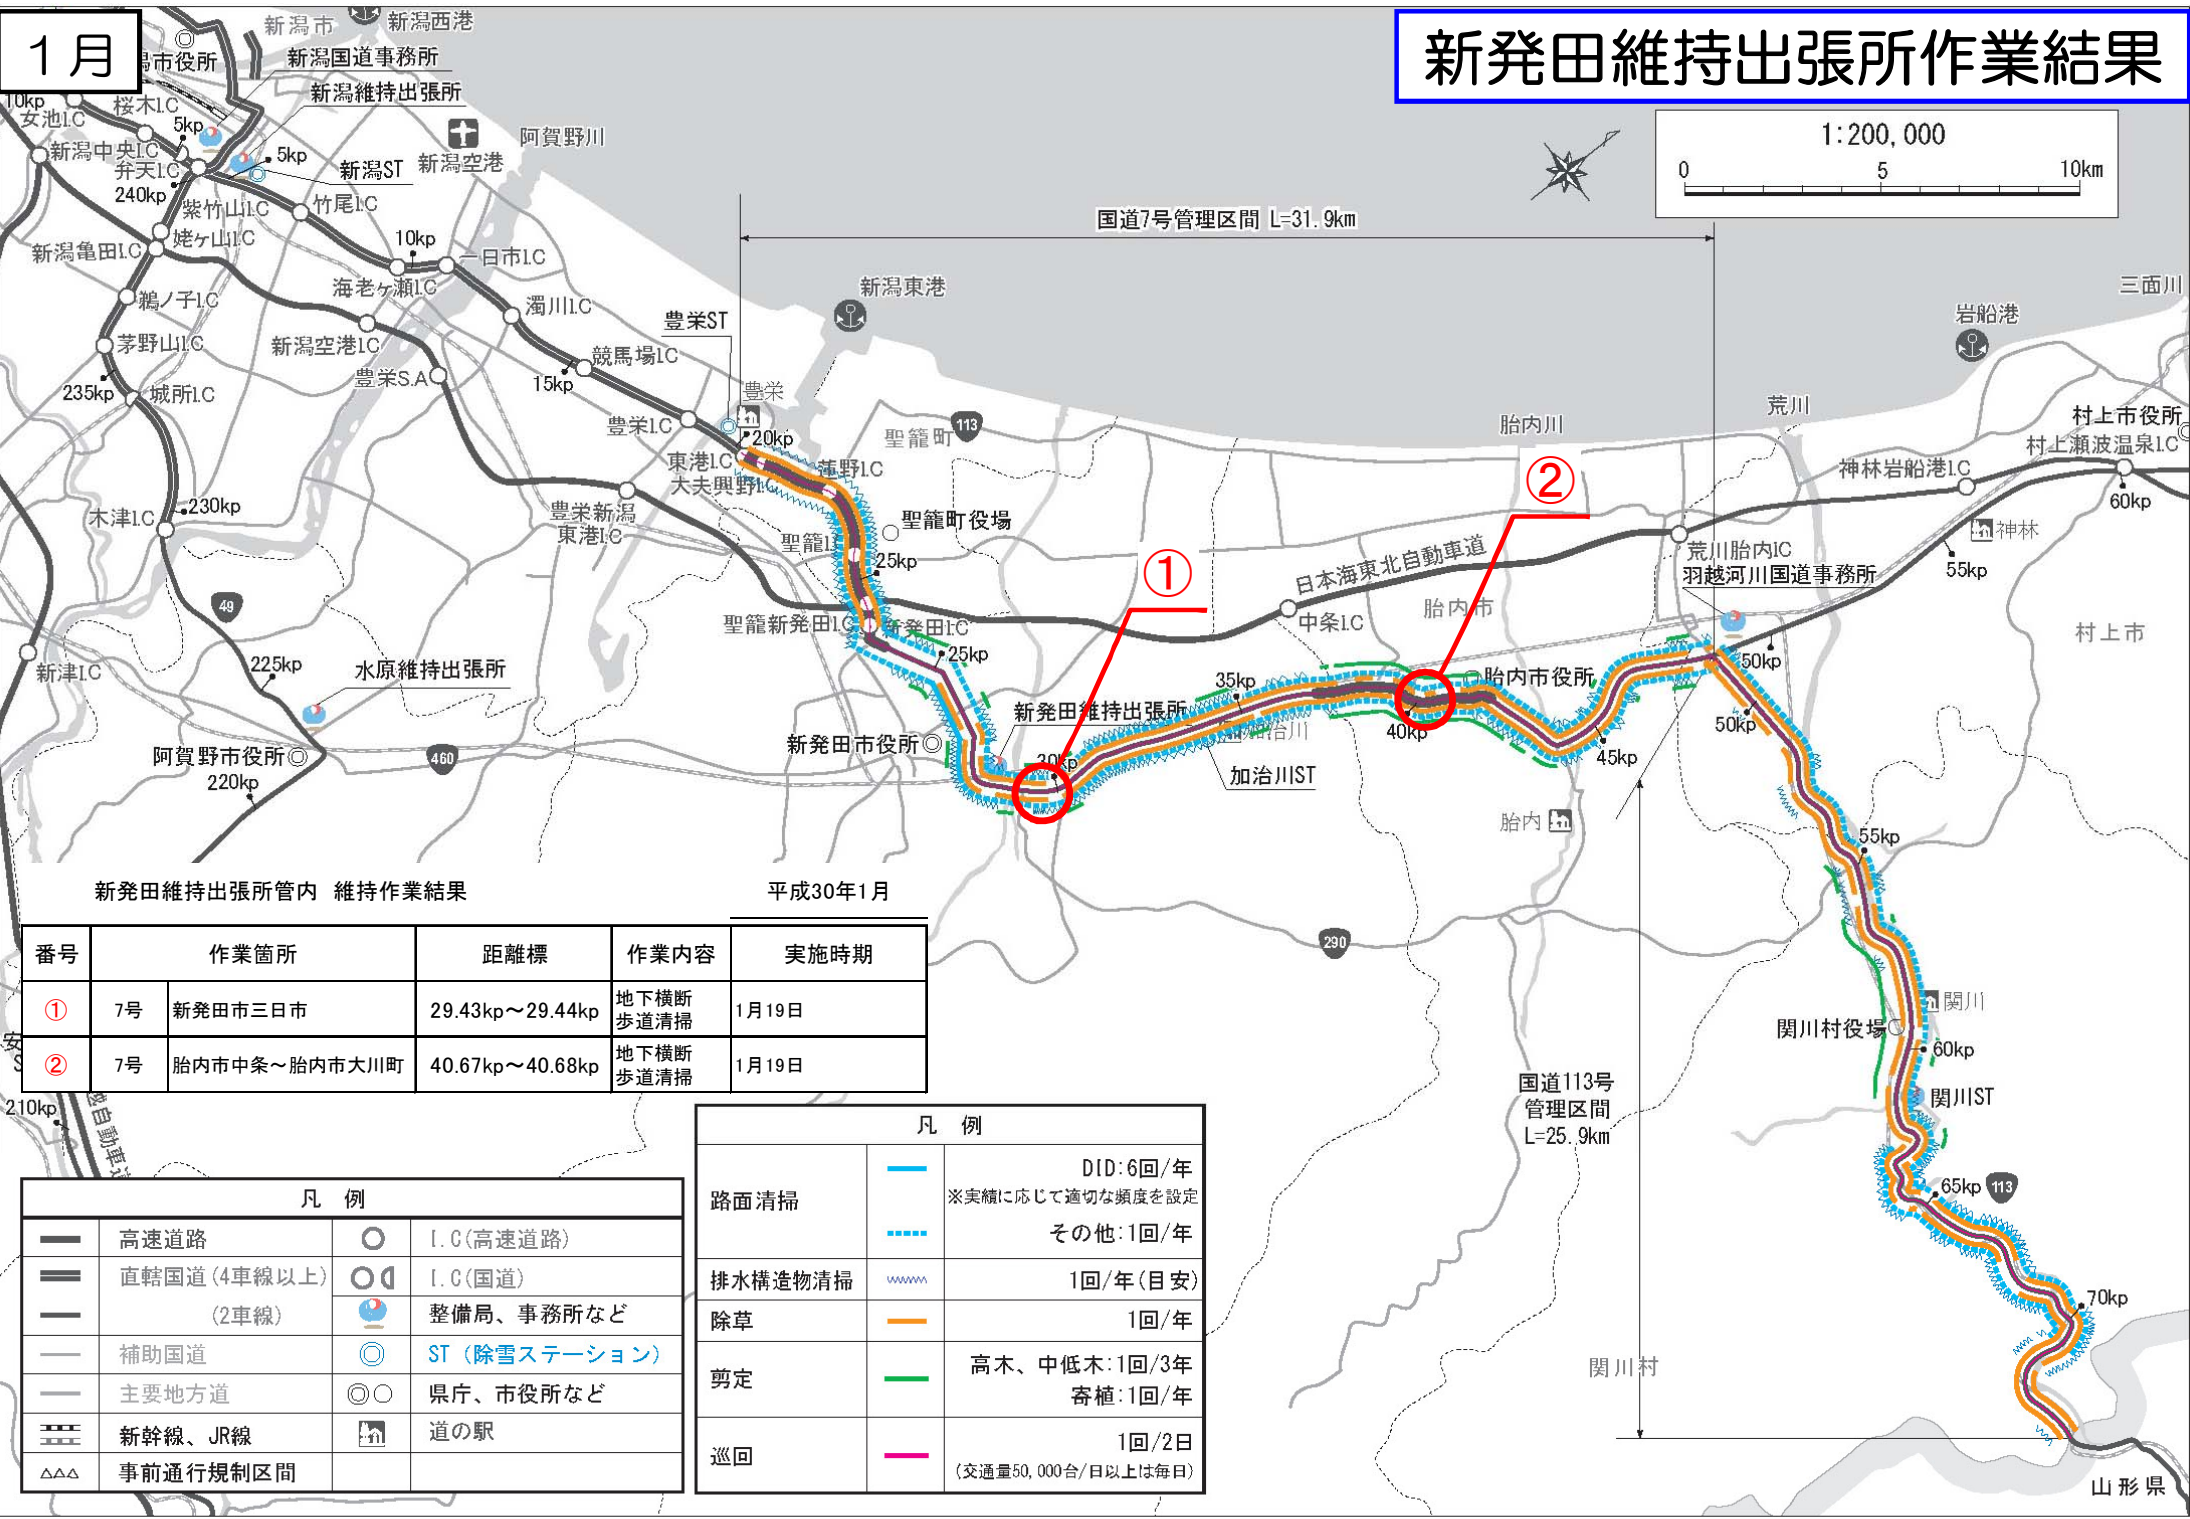 1月
新発田維持出張所作業結果
1:200,000
0 5 10km
新潟市
新潟西港
市役所
新潟国道事務所
新潟維持出張所
10kp
女池I.C
桜木I.C
5kp
新潟中央I.C
弁天I.C
240kp
5kp
新潟ST
新潟空港
阿賀野川
紫竹山I.C
竹尾I.C
姥ヶ山I.C
新潟亀田I.C
10kp
一日市I.C
海老ヶ瀬I.C
鵜ノ子I.C
茅野山I.C
235kp
城所I.C
新潟空港I.C
濁川I.C
競馬場I.C
15kp
豊栄S.A
豊栄ST
豊栄
豊栄I.C
20kp
東港I.C
大夫興野I.C
蓮野I.C
新潟東港
国道7号管理区間 L=31.9km
三面川
岩船港
荒川
胎内川
村上市役所
村上瀬波温泉I.C
神林岩船港I.C
60kp
神林
55kp
聖籠町
113
聖籠町役場
豊栄新潟
東港I.C
聖籠I.C
25kp
木津I.C
230kp
49
新津I.C
225kp
水原維持出張所
阿賀野市役所
220kp
460
聖籠新発田I.C
新発田I.C
25kp
①
②
日本海東北自動車道
中条I.C
胎内市
荒川胎内IC
羽越河川国道事務所
村上市
50kp
新発田市役所
新発田維持出張所
30kp
35kp
加治川
加治川ST
40kp
胎内市役所
45kp
50kp
胎内
55kp
290
関川
関川村役場
60kp
関川ST
国道113号
管理区間
L=25.9km
65kp
113
70kp
関川村
山形県
210kp
新発田維持出張所管内 維持作業結果
平成30年1月
番号 作業箇所 距離標 作業内容 実施時期
① 7号 新発田市三日市 29.43kp～29.44kp 地下横断
歩道清掃 1月19日
② 7号 胎内市中条～胎内市大川町 40.67kp～40.68kp 地下横断
歩道清掃 1月19日
凡 例
高速道路 I.C(高速道路)
直轄国道(4車線以上) I.C(国道)
(2車線) 整備局、事務所など
補助国道 ST（除雪ステーション）
主要地方道 県庁、市役所など
新幹線、JR線 道の駅
事前通行規制区間
凡 例
路面清掃 DID:6回/年
※実績に応じて適切な頻度を設定
その他:1回/年
排水構造物清掃 1回/年(目安)
除草 1回/年
剪定 高木、中低木:1回/3年
寄植:1回/年
巡回 1回/2日
(交通量50,000台/日以上は毎日)